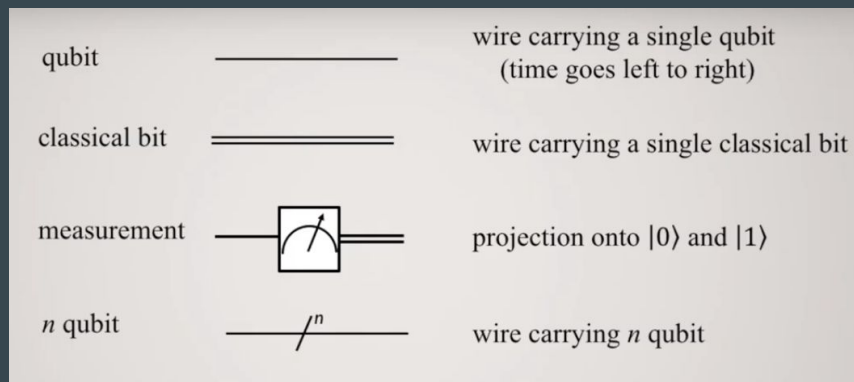 qubit
wire carrying a single qubit
(time goes left to right)
classical bit
wire carrying a single classical bit
measurement
projection onto |0⟩ and |1⟩
n qubit
n
wire carrying n qubit